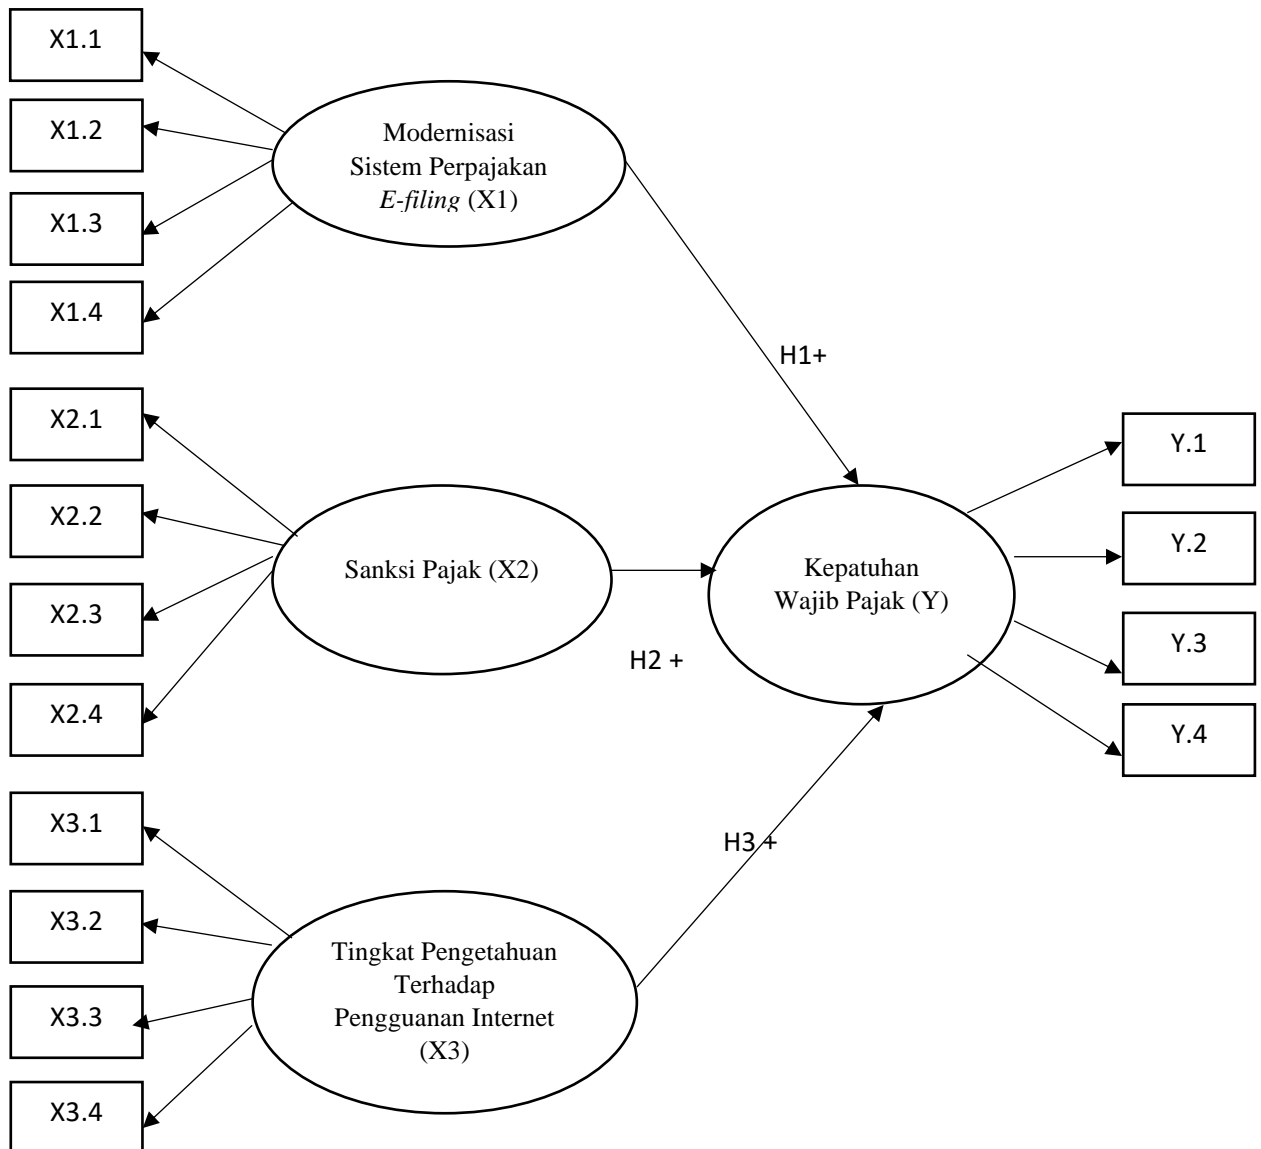 X1.1
X1.2
X1.3
X1.4
Modernisasi
Sistem Perpajakan
E-filing (X1)
H1+
X2.1
X2.2
X2.3
X2.4
Sanksi Pajak (X2)
H2 +
Kepatuhan
Wajib Pajak (Y)
Y.1
Y.2
Y.3
Y.4
X3.1
X3.2
X3.3
X3.4
Tingkat Pengetahuan
Terhadap
Pengguanan Internet
(X3)
H3 +